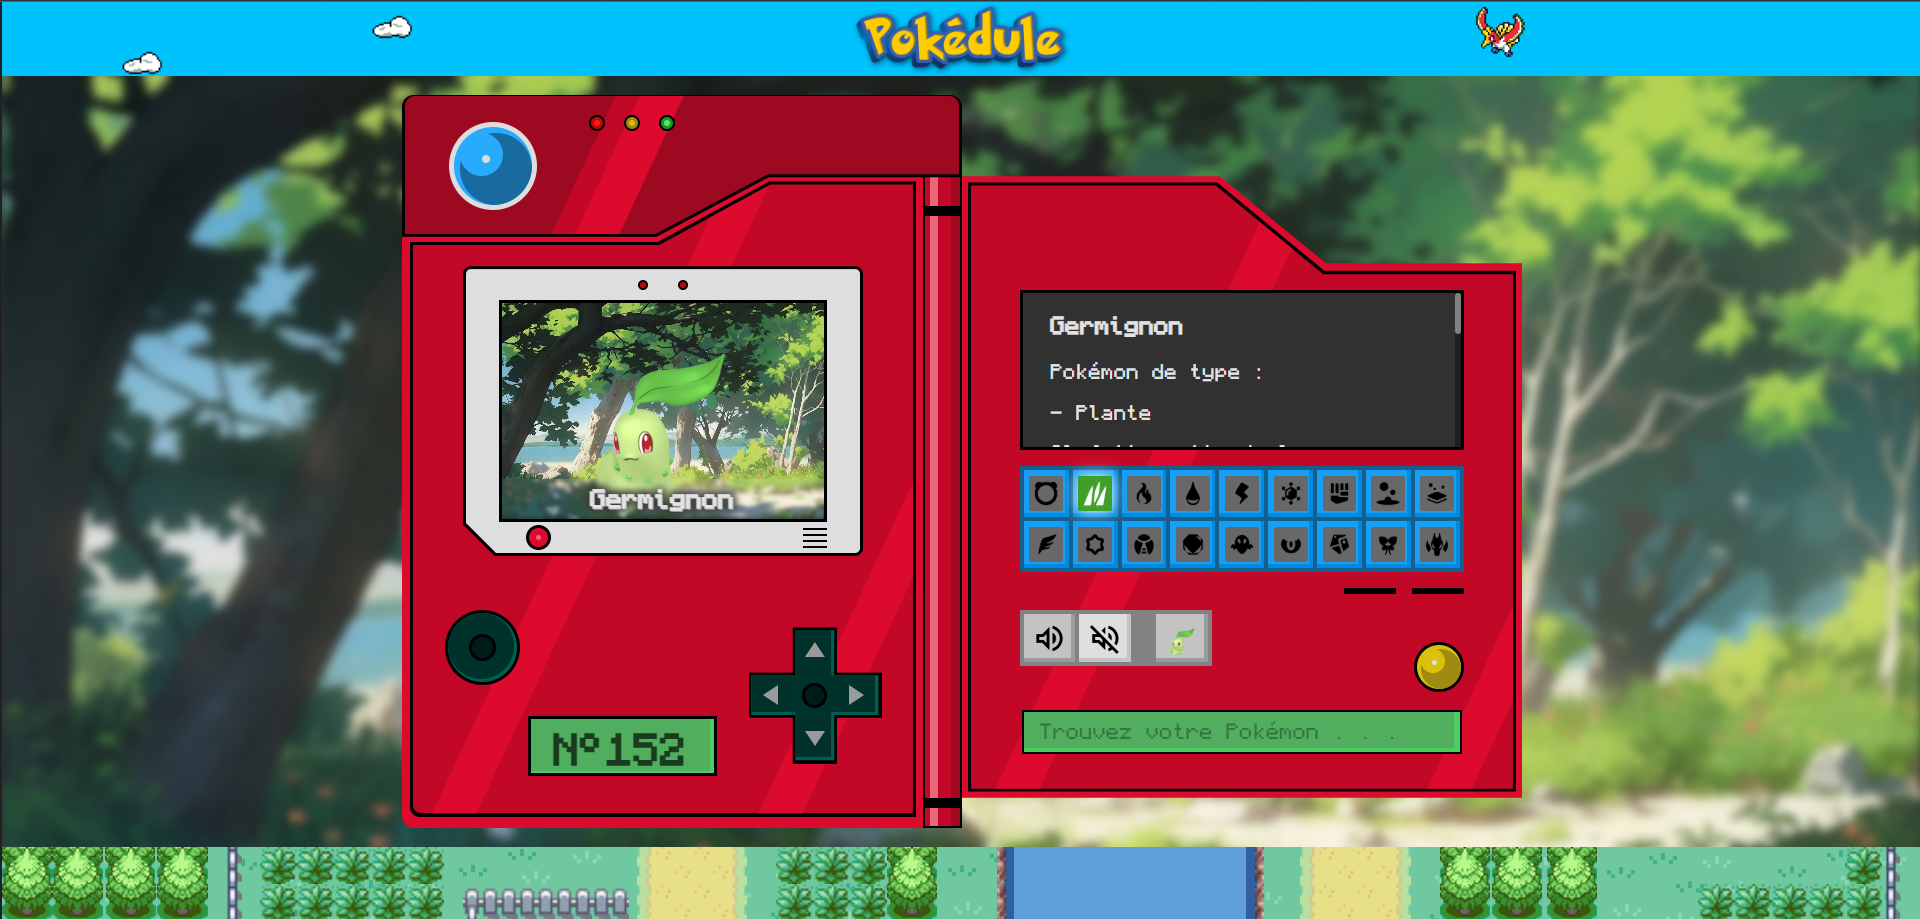 Pokédule
Germignon
N°152
Germignon
Pokémon de type :
- Plante
Trouvez votre Pokémon . . .